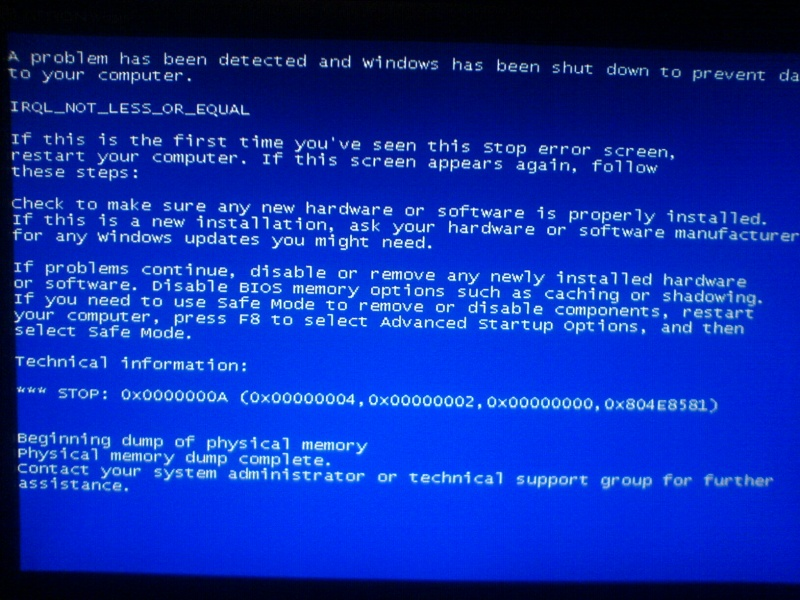 A problem has been detected and Windows has been shut down to prevent da
to your computer.
IRQL_NOT_LESS_OR_EQUAL
If this is the first time you've seen this Stop error screen,
restart your computer. If this screen appears again, follow
these steps:
Check to make sure any new hardware or software is properly installed.
If this is a new installation, ask your hardware or software manufacturer
for any Windows updates you might need.
If problems continue, disable or remove any newly installed hardware
or software. Disable BIOS memory options such as caching or shadowing.
If you need to use Safe Mode to remove or disable components, restart
your computer, press F8 to select Advanced Startup Options, and then
select Safe Mode.
Technical information:
*** STOP: 0x0000000A (0x00000004,0x00000002,0x00000000,0x804E8581)
Beginning dump of physical memory
Physical memory dump complete.
Contact your system administrator or technical support group for further
assistance.